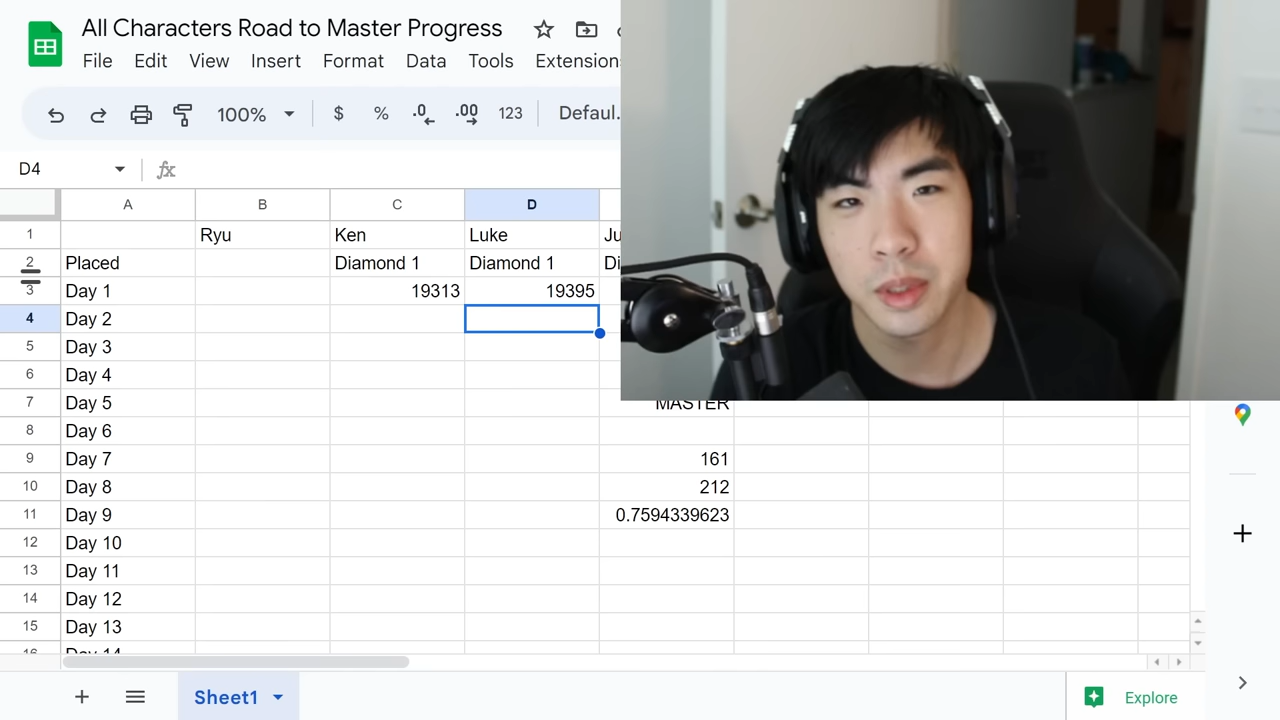 All Characters Road to Master Progress
File Edit View Insert Format Data Tools
100% $ % .0 .00 123
D4 fx
A B C D
1 Ryu Ken Luke
2 Placed Diamond 1 Diamond 1
3 Day 1 19313 19395
4 Day 2
5 Day 3
6 Day 4
7 Day 5 MASTER
8 Day 6
9 Day 7 161
10 Day 8 212
11 Day 9 0.7594339623
12 Day 10
13 Day 11
14 Day 12
15 Day 13
16 Day 14
Sheet1 Explore